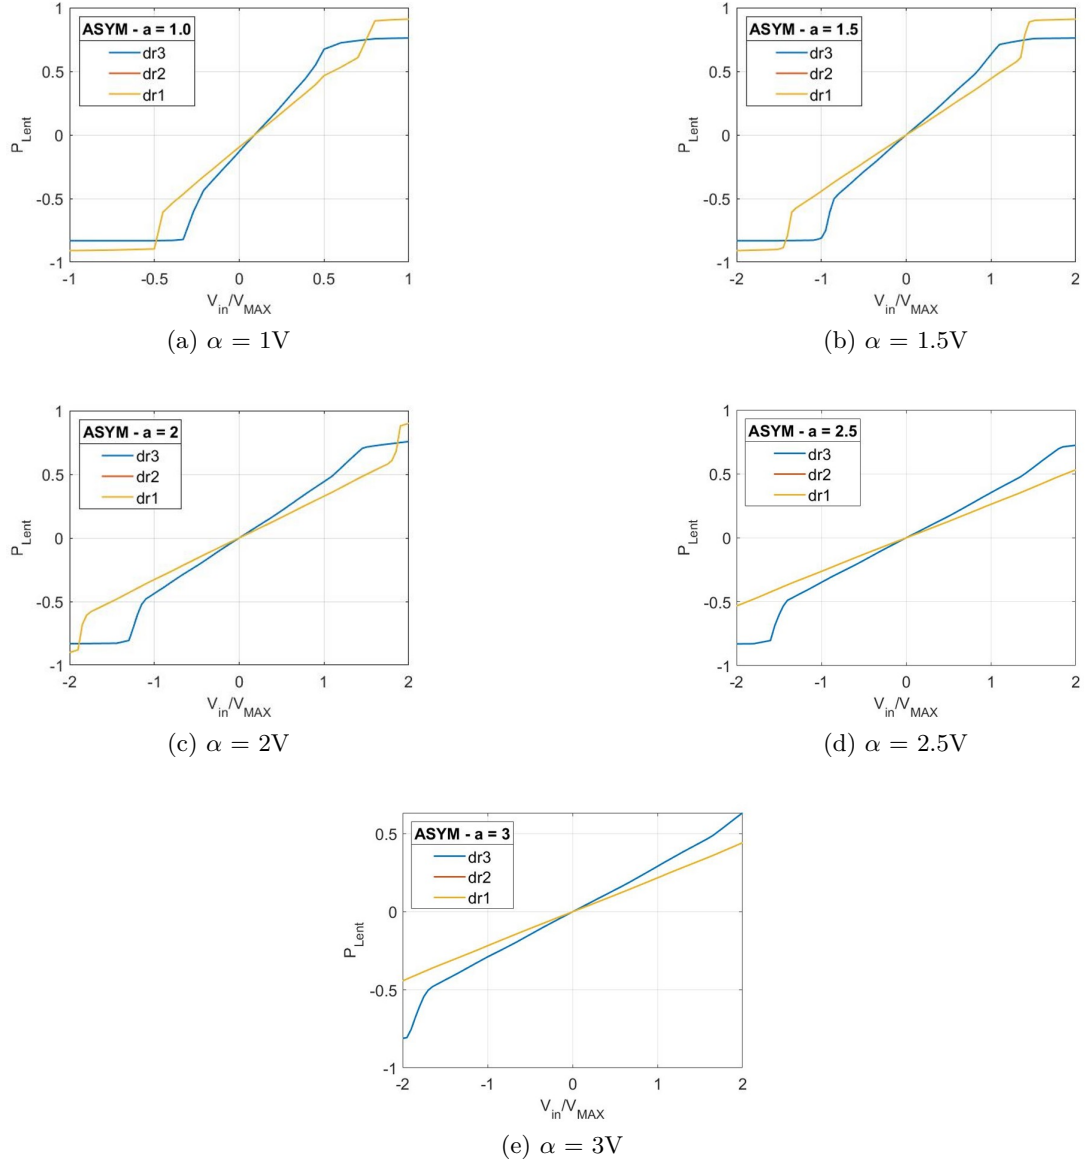 ASYM - a = 1.0
dr3
dr2
dr1
1
0.5
0
-0.5
-1
P_Lent
-1 -0.5 0 0.5 1
V_in/V_MAX
(a) α = 1V
ASYM - a = 1.5
dr3
dr2
dr1
1
0.5
0
-0.5
-1
P_Lent
-2 -1 0 1 2
V_in/V_MAX
(b) α = 1.5V
ASYM - a = 2
dr3
dr2
dr1
1
0.5
0
-0.5
-1
P_Lent
-2 -1 0 1 2
V_in/V_MAX
(c) α = 2V
ASYM - a = 2.5
dr3
dr2
dr1
1
0.5
0
-0.5
-1
P_Lent
-2 -1 0 1 2
V_in/V_MAX
(d) α = 2.5V
ASYM - a = 3
dr3
dr2
dr1
0.5
0
-0.5
-1
P_Lent
-2 -1 0 1 2
V_in/V_MAX
(e) α = 3V